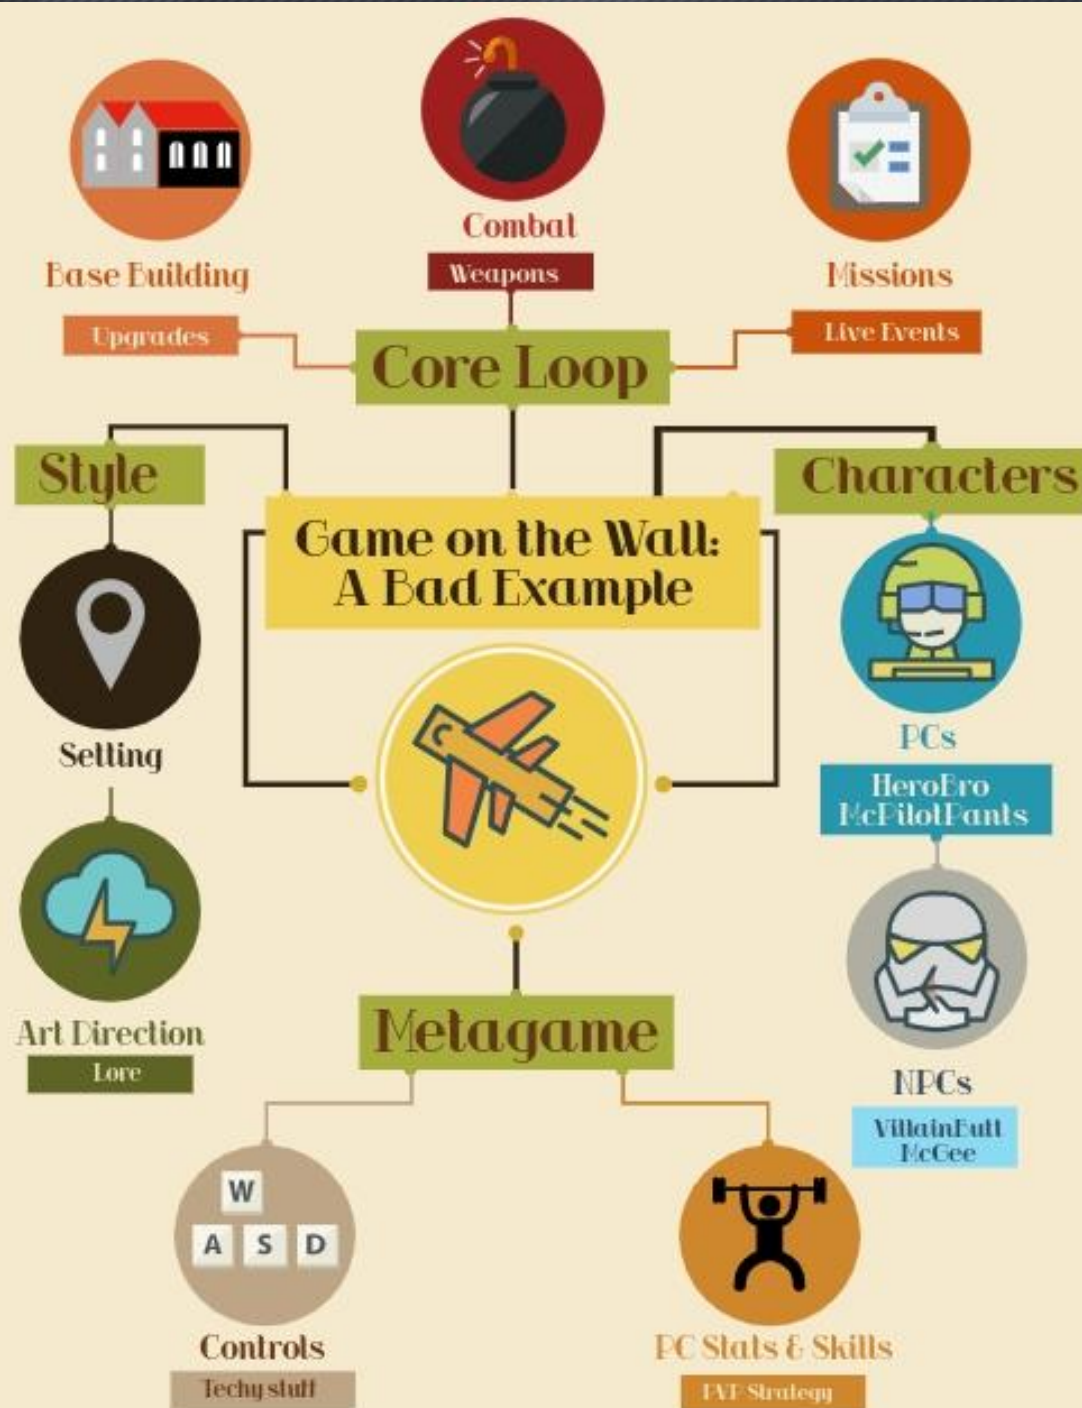 Combat
Weapons
Base Building
Upgrades
Missions
Live Events
Core Loop
Style
Characters
Game on the Wall:
A Bad Example
Setting
PCs
HeroBro
McPilotPants
Art Direction
Lore
Metagame
NPCs
VillainButt
McGee
W
A S D
Controls
Techy stuff
PC Stats & Skills
PVP Strategy